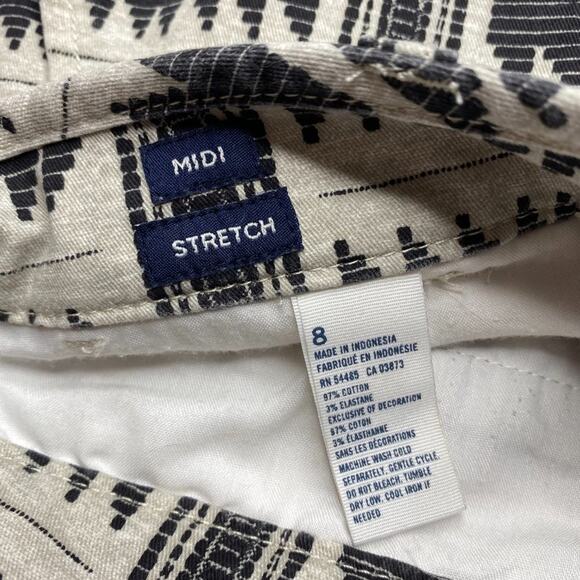 MIDI
STRETCH
8
MADE IN INDONESIA
FABRIQUÉ EN INDONÉSIE
RN 54485 CA 03873
97% COTTON
3% ELASTANE
EXCLUSIVE OF DECORATION
97% COTON
3% ÉLASTHANNE
SANS LES DÉCORATIONS
MACHINE WASH COLD
SEPARATELY, GENTLE CYCLE.
DO NOT BLEACH. TUMBLE
DRY LOW. COOL IRON IF
NEEDED